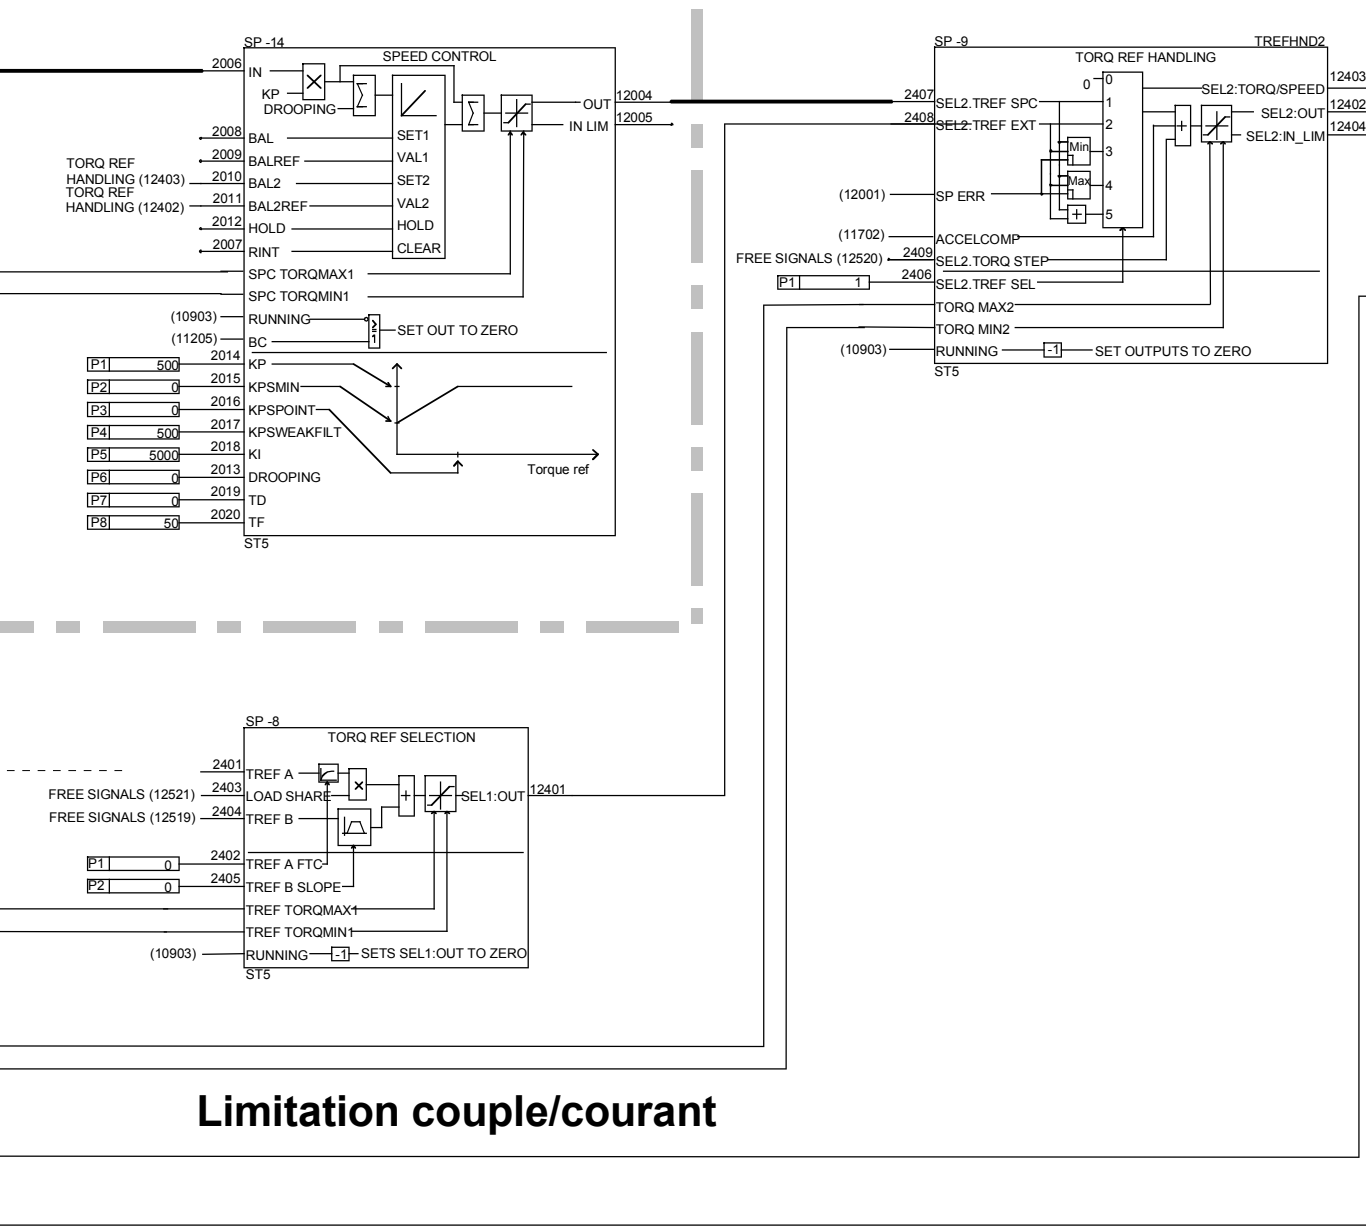 SP -14
SPEED CONTROL
2006
IN
KP
DROOPING
OUT
12004
IN LIM
12005
2008
BAL
SET1
2009
BALREF
VAL1
TORQ REF
HANDLING (12403)
2010
BAL2
SET2
TORQ REF
HANDLING (12402)
2011
BAL2REF
VAL2
2012
HOLD
HOLD
2007
RINT
CLEAR
SPC TORQMAX1
SPC TORQMIN1
(10903)
RUNNING
≥
1
SET OUT TO ZERO
(11205)
BC
P1 500
2014
KP
P2 0
2015
KPSMIN
P3 0
2016
KPSPOINT
P4 500
2017
KPSWEAKFILT
P5 5000
2018
KI
P6 0
2013
DROOPING
Torque ref
P7 0
2019
TD
P8 50
2020
TF
ST5
SP -9
TREFHND2
TORQ REF HANDLING
0
0
SEL2:TORQ/SPEED
12403
2407
SEL2.TREF SPC
1
SEL2:OUT
12402
2408
SEL2.TREF EXT
2
+
SEL2:IN_LIM
12404
Min
3
Max
4
(12001)
SP ERR
+
5
(11702)
ACCELCOMP
FREE SIGNALS (12520)
2409
SEL2.TORQ STEP
P1 1
2406
SEL2.TREF SEL
TORQ MAX2
TORQ MIN2
(10903)
RUNNING
-1
SET OUTPUTS TO ZERO
ST5
SP -8
TORQ REF SELECTION
2401
TREF A
FREE SIGNALS (12521)
2403
LOAD SHARE
×
+
SEL1:OUT
12401
FREE SIGNALS (12519)
2404
TREF B
P1 0
2402
TREF A FTC
P2 0
2405
TREF B SLOPE
TREF TORQMAX1
TREF TORQMIN1
(10903)
RUNNING
-1
SETS SEL1:OUT TO ZERO
ST5
Limitation couple/courant